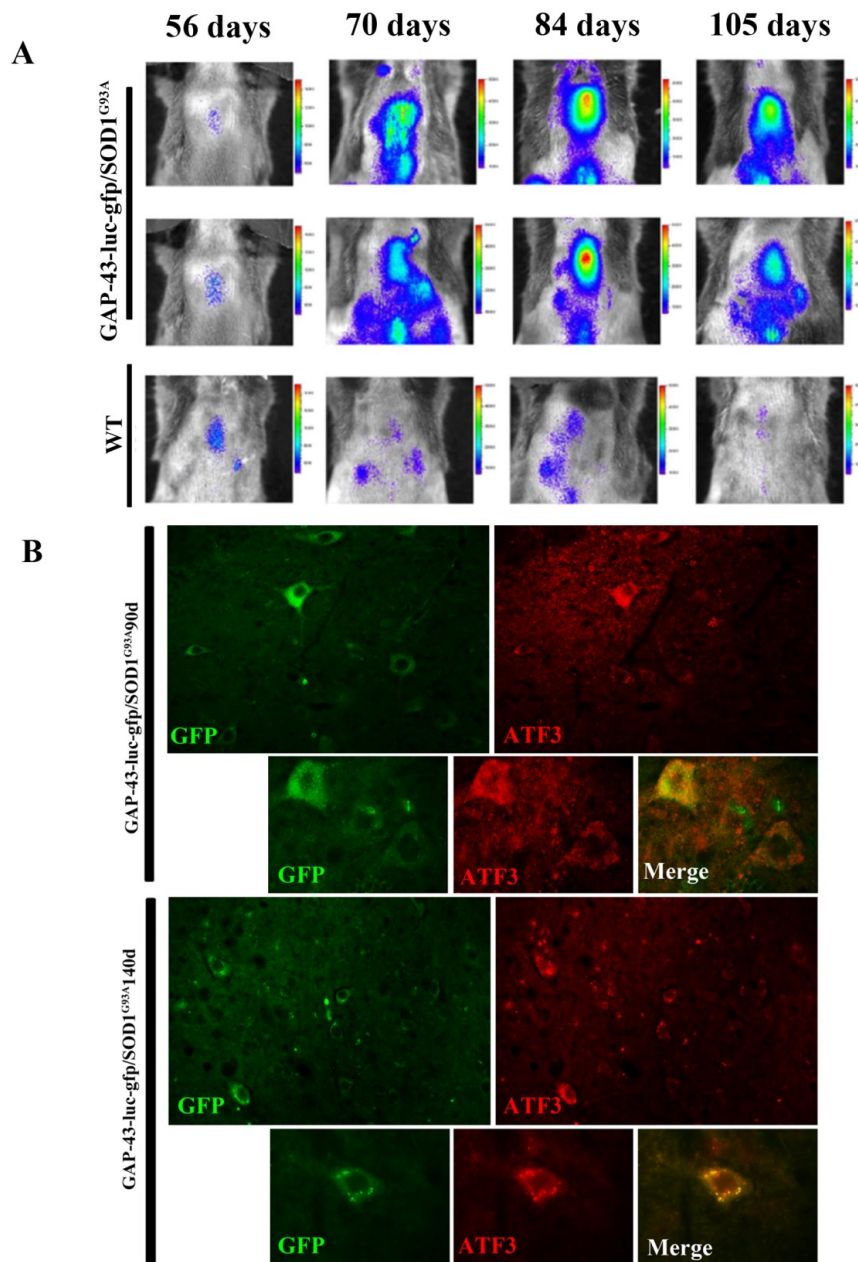 56 days 70 days 84 days 105 days
A
GAP-43-luc-gfp/SOD1G93A
WT
B
GAP-43-luc-gfp/SOD1G93A90d
GFP ATF3
GFP ATF3 Merge
GAP-43-luc-gfp/SOD1G93A140d
GFP ATF3
GFP ATF3 Merge